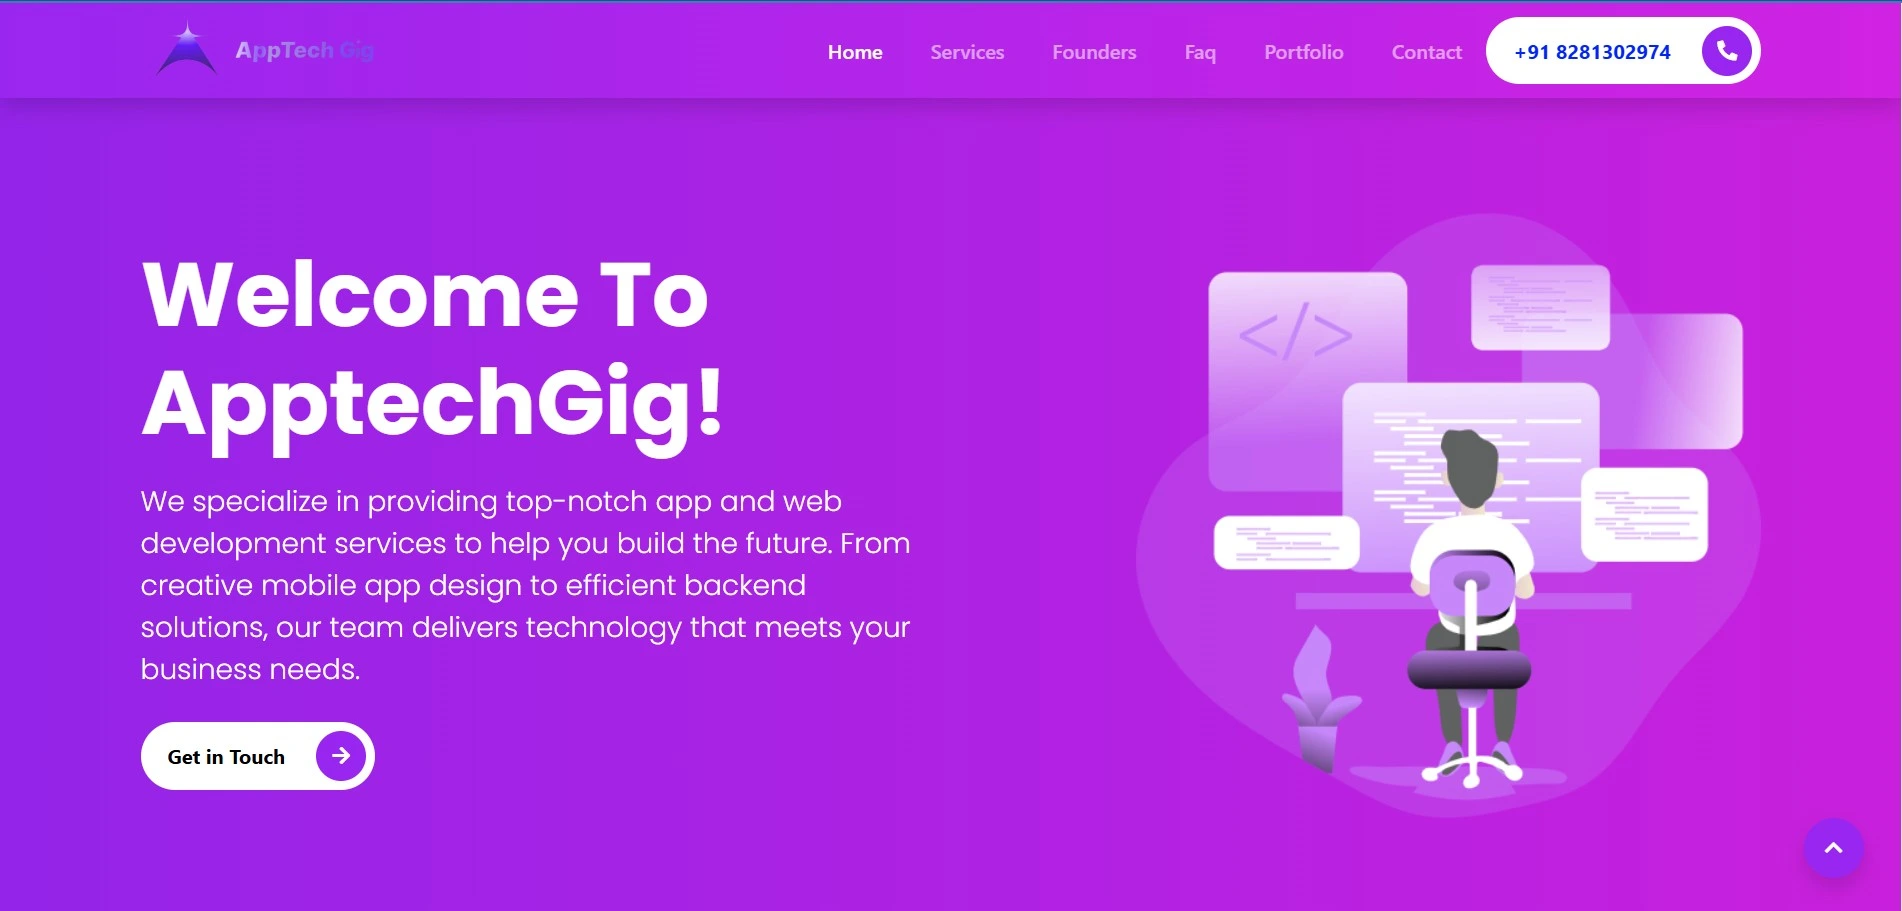 AppTech Gig
Home Services Founders Faq Portfolio Contact +91 8281302974
Welcome To
ApptechGig!
We specialize in providing top-notch app and web
development services to help you build the future. From
creative mobile app design to efficient backend
solutions, our team delivers technology that meets your
business needs.
Get in Touch